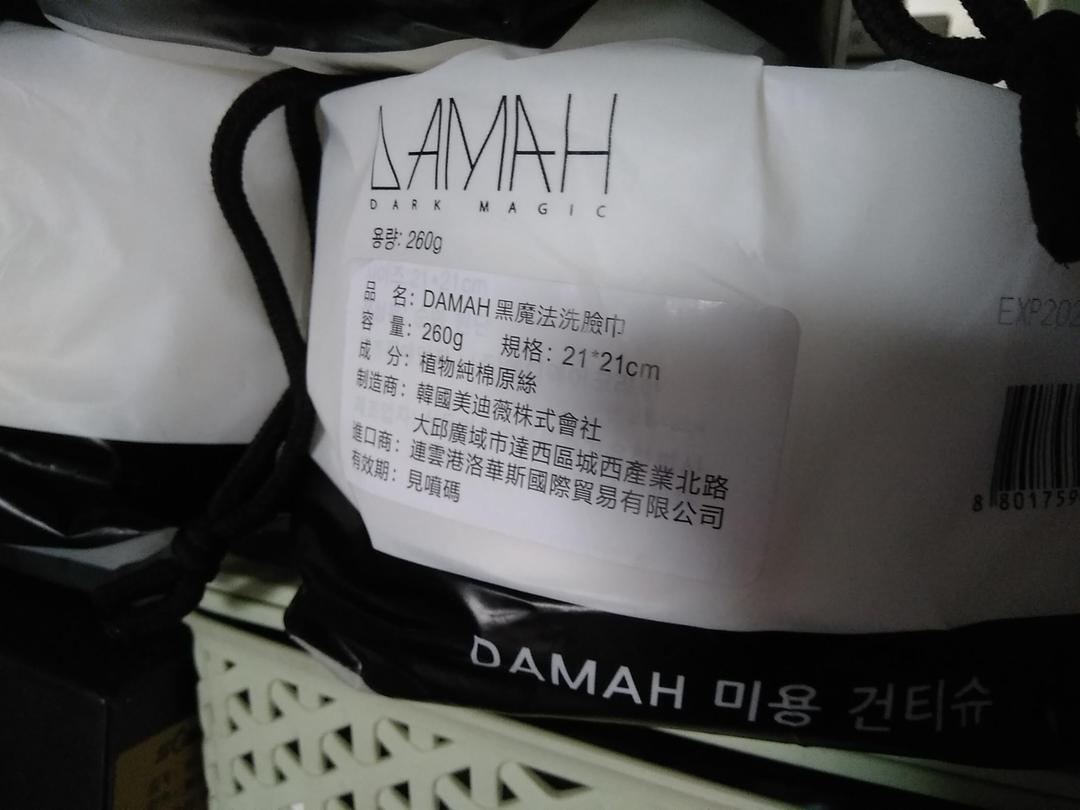 DAMAH
DARK MAGIC
용량: 260g
品 名: DAMAH 黑魔法洗臉巾
容 量: 260g 規格: 21*21cm
成 分: 植物純棉原絲
制造商: 韓國美迪薇株式會社
大邱廣域市達西區城西產業北路
進口商: 連雲港洛華斯國際貿易有限公司
有效期: 見噴碼
EXP202
8 801759
DAMAH 미용 건티슈